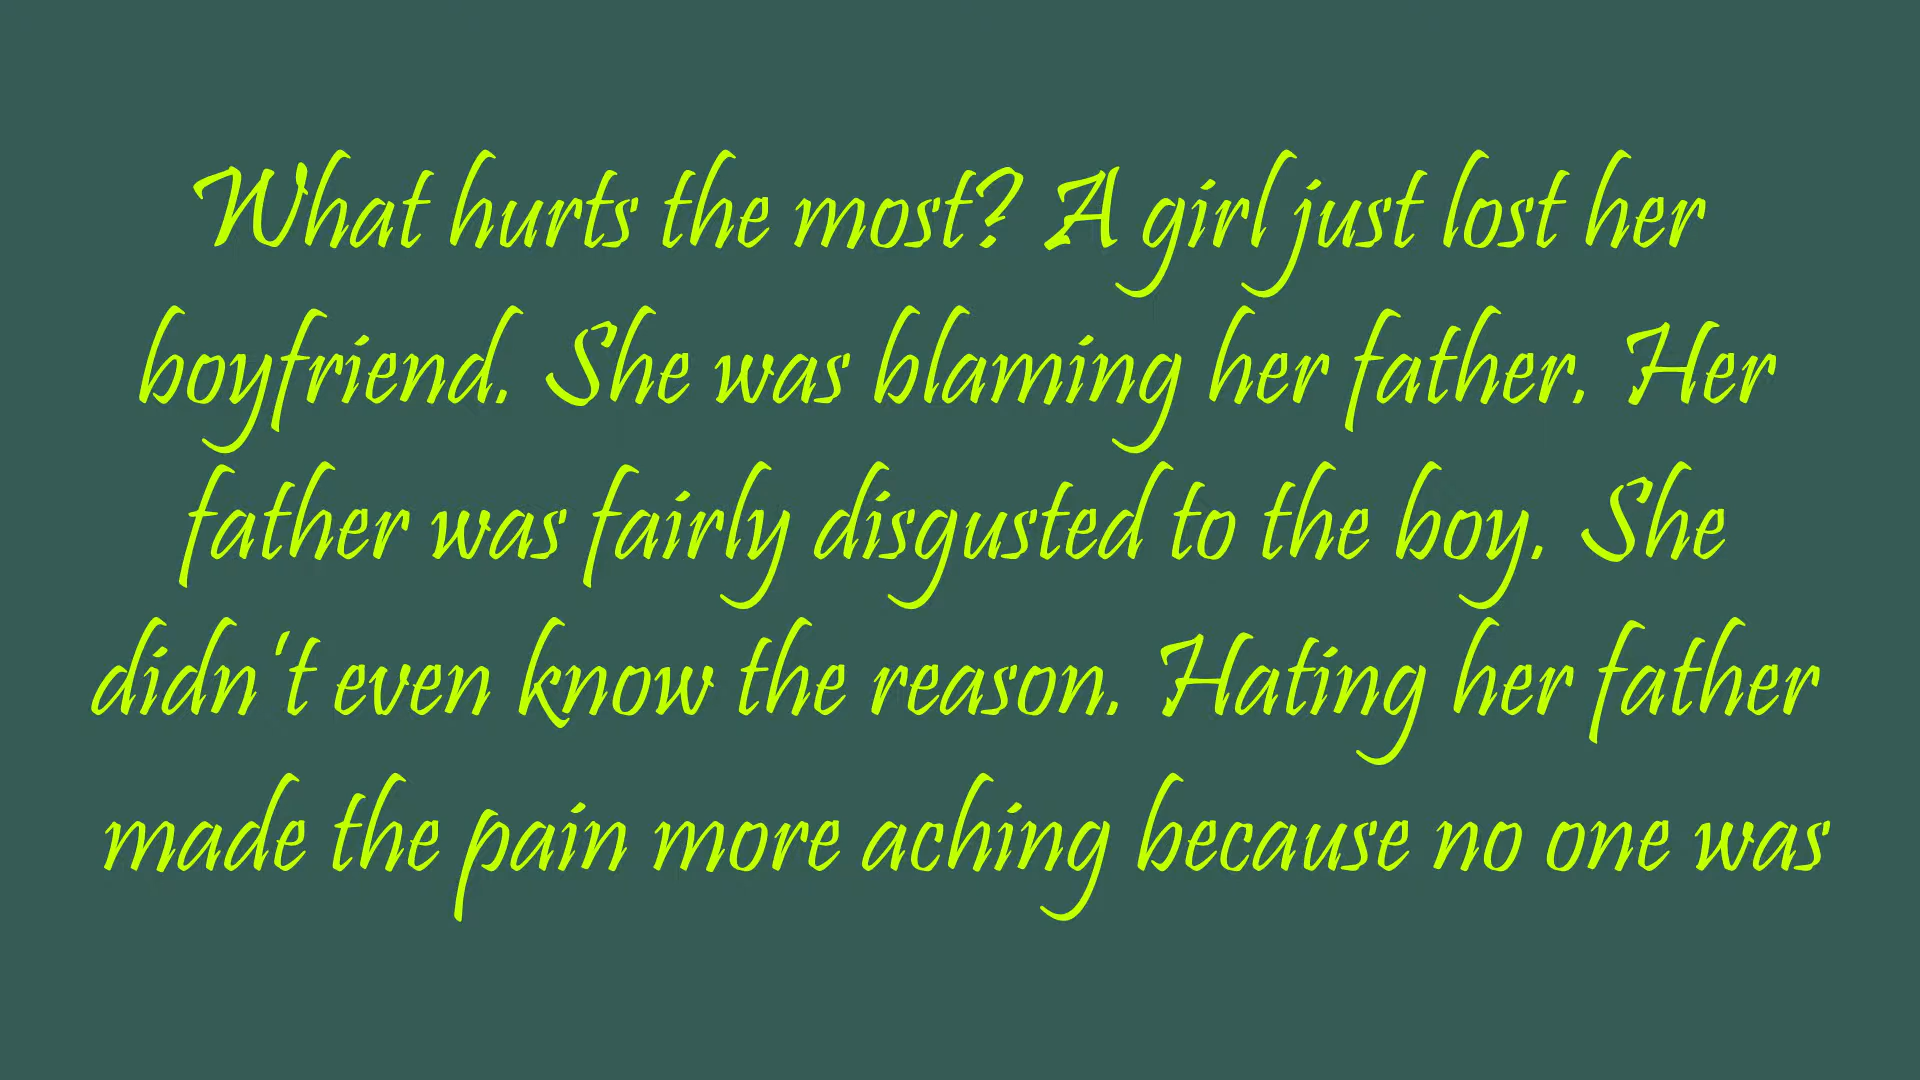 What hurts the most? A girl just lost her
boyfriend. She was blaming her father. Her
father was fairly disgusted to the boy. She
didn't even know the reason. Hating her father
made the pain more aching because no one was